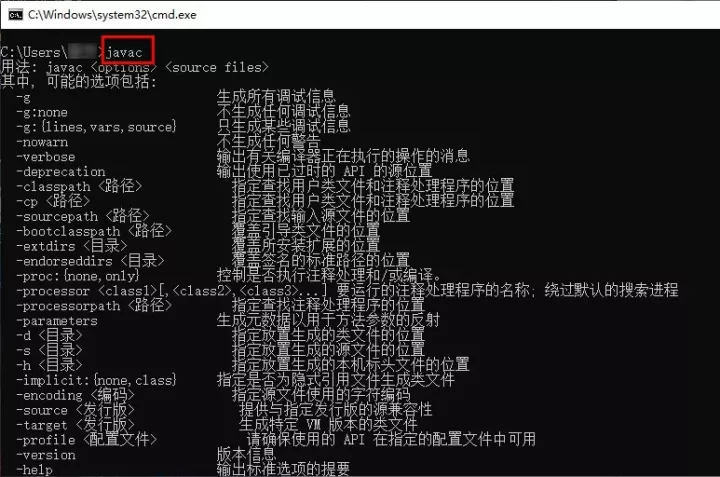 C:\Windows\system32\cmd.exe
C:\Users\ >javac
用法: javac <options> <source files>
其中, 可能的选项包括:
-g 生成所有调试信息
-g:none 不生成任何调试信息
-g:{lines,vars,source} 只生成某些调试信息
-nowarn 不生成任何警告
-verbose 输出有关编译器正在执行的操作的消息
-deprecation 输出使用已过时的 API 的源位置
-classpath <路径> 指定查找用户类文件和注释处理程序的位置
-cp <路径> 指定查找用户类文件和注释处理程序的位置
-sourcepath <路径> 指定查找输入源文件的位置
-bootclasspath <路径> 覆盖引导类文件的位置
-extdirs <目录> 覆盖所安装扩展的位置
-endorseddirs <目录> 覆盖签名的标准路径的位置
-proc:{none,only} 控制是否执行注释处理和/或编译。
-processor <class1>[,<class2>,<class3>...] 要运行的注释处理程序的名称; 绕过默认的搜索进程
-processorpath <路径> 指定查找注释处理程序的位置
-parameters 生成元数据以用于方法参数的反射
-d <目录> 指定放置生成的类文件的位置
-s <目录> 指定放置生成的源文件的位置
-h <目录> 指定放置生成的本机标头文件的位置
-implicit:{none,class} 指定是否为隐式引用文件生成类文件
-encoding <编码> 指定源文件使用的字符编码
-source <发行版> 提供与指定发行版的源兼容性
-target <发行版> 生成特定 VM 版本的类文件
-profile <配置文件> 请确保使用的 API 在指定的配置文件中可用
-version 版本信息
-help 输出标准选项的提要